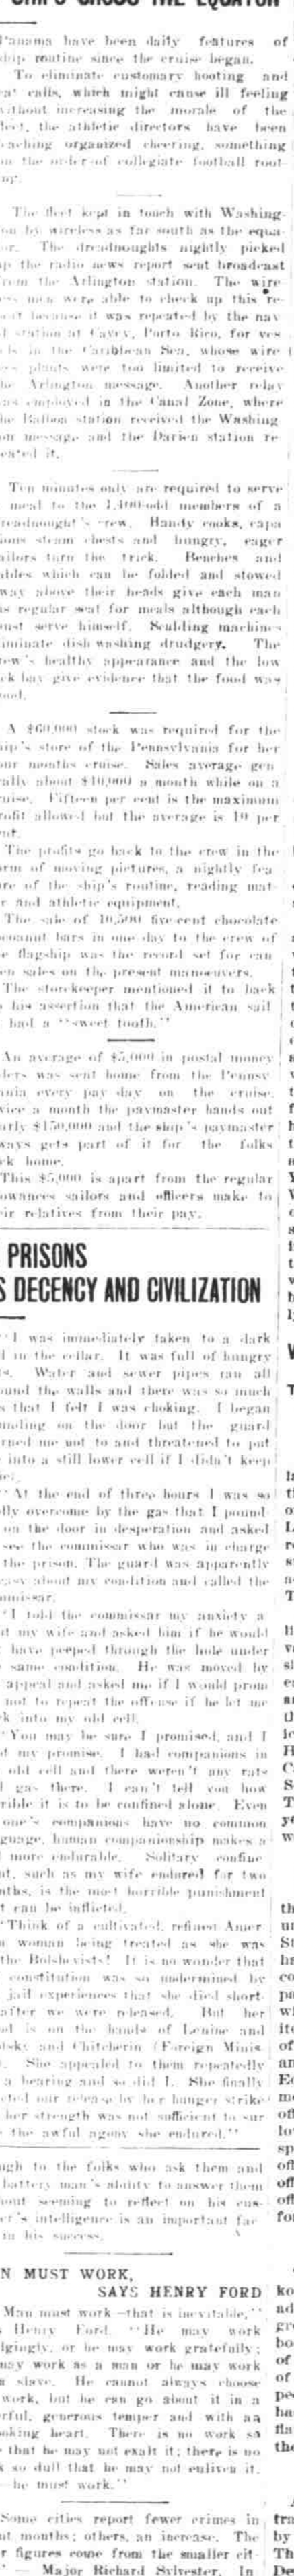 SHIPS CROSS THE EQUATOR
Panama have been daily features of
ship routine since the cruise began.
To eliminate customary hooting and
cat calls, which might cause ill feeling
without increasing the morale of the
fleet, the athletic directors have been
teaching organized cheering, something
on the order of collegiate football root
ing.
The fleet kept in touch with Washing-
ton by wireless as far south as the equa-
tor. The dreadnoughts nightly picked
up the radio news report sent broadcast
from the Arlington station. The wire
less men were able to check up this re-
port because it was repeated by the nav
al station at Cavey, Porto Rico, for ves
sels in the Caribbean Sea, whose wire
less plants were too limited to receive
the Arlington message. Another relay
was employed in the Canal Zone, where
the Balboa station received the Washing
ton message and the Darien station re
peated it.
Ten minutes only are required to serve
a meal to the 1,400-odd members of a
dreadnought's crew. Handy cooks, capa
cious steam chests and hungry, eager
sailors turn the trick. Benches and
tables which can be folded and stowed
away above their heads give each man
his regular seat for meals although each
must serve himself. Scalding machines
eliminate dish washing drudgery. The
crew's healthy appearance and the low
sick bay give evidence that the food was
good.
A $60,000 stock was required for the
ship's store of the Pennsylvania for her
four months cruise. Sales average gen
erally about $10,000 a month while on a
cruise. Fifteen per cent is the maximum
profit allowed but the average is 10 per
cent.
The profits go back to the crew in the
form of moving pictures, a nightly fea
ture of the ship's routine, reading mat-
ter and athletic equipment.
The sale of 10,500 five-cent chocolate
cocoanut bars in one day to the crew of
the flagship was the record set for can
teen sales on the present manoeuvers.
The storekeeper mentioned it to back
up his assertion that the American sail
or had a "sweet tooth."
An average of $5,000 in postal money
orders was sent home from the Pennsy
vania every pay day on the cruise.
Twice a month the paymaster hands out
nearly $150,000 and the ship's paymaster
always gets part of it for the folks
back home.
This $5,000 is apart from the regular
allowances sailors and officers make to
their relatives from their pay.
PRISONS
S DECENCY AND CIVILIZATION
"I was immediately taken to a dark
cell in the cellar. It was full of hungry
rats. Water and sewer pipes ran all
around the walls and there was so much
gas that I felt I was choking. I began
pounding on the door but the guard
warned me not to and threatened to put
me into a still lower cell if I didn't keep
quiet.
"At the end of three hours I was so
fully overcome by the gas that I pound-
ed on the door in desperation and asked
to see the commissar who was in charge
of the prison. The guard was apparently
uneasy about my condition and called the
commissar.
"I told the commissar my anxiety a
bout my wife and asked him if he would
not have peeped through the hole under
the same condition. He was moved by
my appeal and asked me if I would prom
ise not to repeat the offense if he let me
back into my old cell.
"You may be sure I promised, and I
kept my promise. I had companions in
my old cell and there weren't any rats
and gas there. I can't tell you how
terrible it is to be confined alone. Even
if one's companions have no common
language, human companionship makes a
cell more endurable. Solitary confine
ment, such as my wife endured for two
months, is the most horrible punishment
that can be inflicted.
"Think of a cultivated, refined Amer
ican woman being treated as she was
by the Bolshevists! It is no wonder that
her constitution was so undermined by
her jail experiences that she died short-
ly after we were released. But her
blood is on the hands of Lenine and
Trotsky and Chitcherin (Foreign Minis
ter). She appealed to them repeatedly
for a hearing and so did I. She finally
effected our release by her hunger strike
but her strength was not sufficient to sur
vive the awful agony she endured."
ough to the folks who ask them and
battery man's ability to answer them
without seeming to reflect on his cus-
tomer's intelligence is an important fac
tor in his success.
N MUST WORK,
SAYS HENRY FORD
"Man must work—that is inevitable,"
says Henry Ford. "He may work
grudgingly, or he may work gratefully;
he may work as a man or he may work
as a slave. He cannot always choose
his work, but he can go about it in a
cheerful, generous temper and with an
looking heart. There is no work so
rude that he may not exalt it; there is no
work so dull that he may not enliven it.
—he must work."
Some cities report fewer crimes in
recent months; others, an increase. The
figures come from the smaller cit-
— Major Richard Sylvester. In